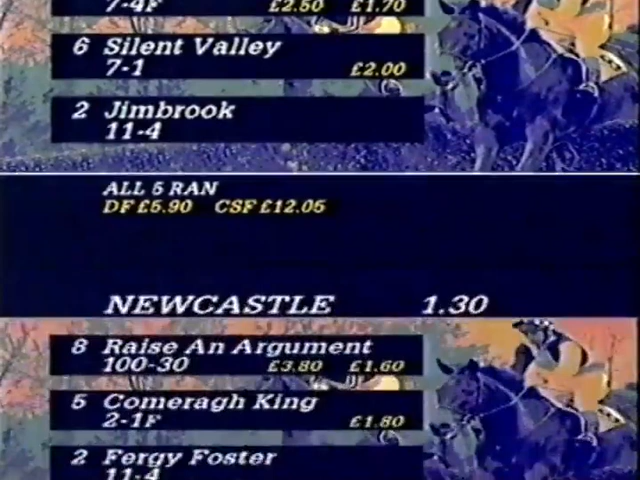 7-4F £2.50 £1.70
6 Silent Valley
7-1 £2.00
2 Jimbrook
11-4
ALL 5 RAN
DF £5.90 CSF £12.05
NEWCASTLE 1.30
8 Raise An Argument
100-30 £3.80 £1.60
5 Comeragh King
2-1F £1.80
2 Fergy Foster
11-4